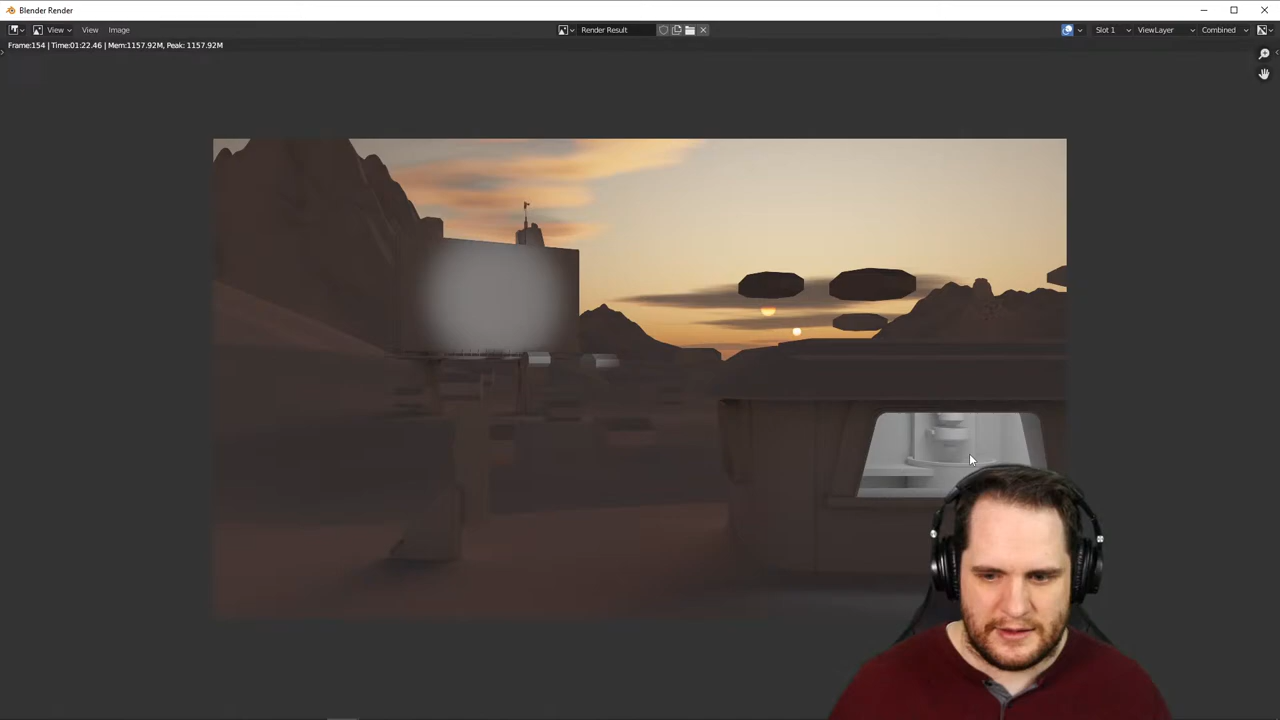 Blender Render
View View Image Render Result Slot 1 ViewLayer Combined
Frame:154 | Time:01:22.46 | Mem:1157.92M, Peak: 1157.92M